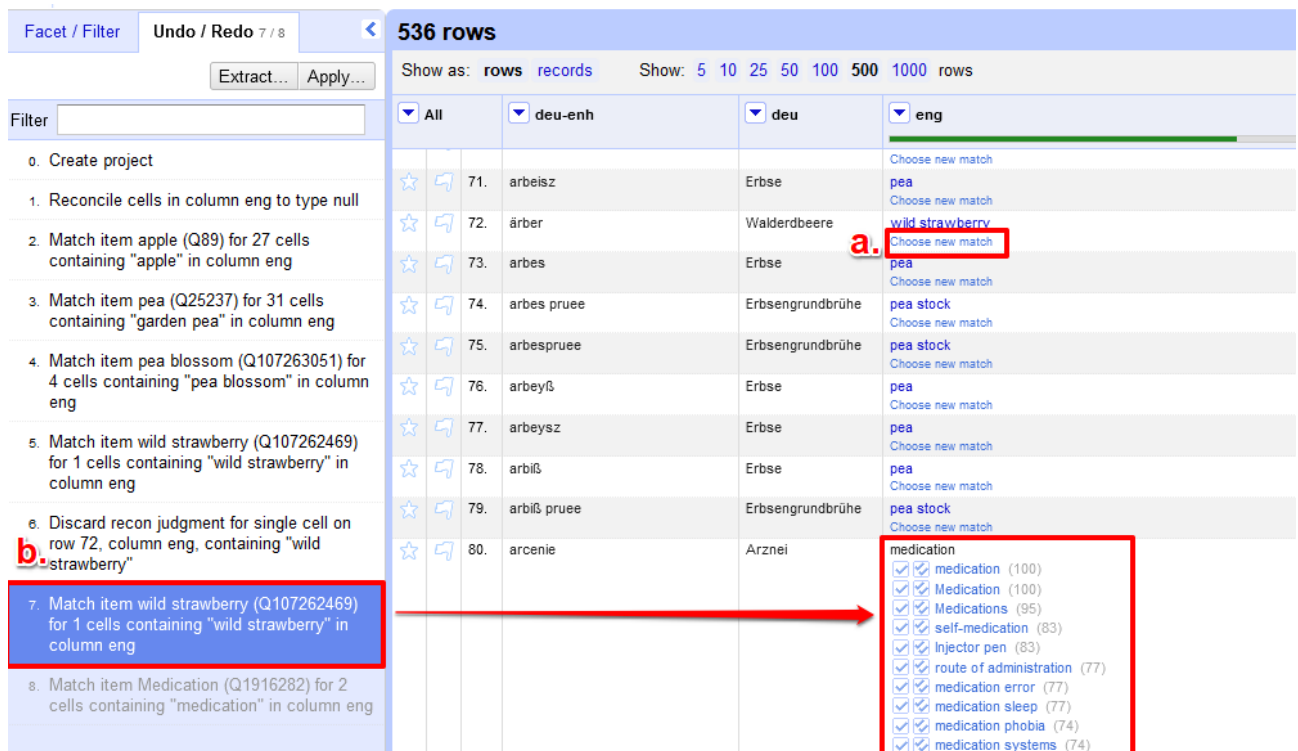 Facet / Filter Undo / Redo 7 / 8
Extract... Apply...
Filter
0. Create project
1. Reconcile cells in column eng to type null
2. Match item apple (Q89) for 27 cells
containing "apple" in column eng
3. Match item pea (Q25237) for 31 cells
containing "garden pea" in column eng
4. Match item pea blossom (Q107263051) for
4 cells containing "pea blossom" in column
eng
5. Match item wild strawberry (Q107262469)
for 1 cells containing "wild strawberry" in
column eng
6. Discard recon judgment for single cell on
row 72, column eng, containing "wild
strawberry"
b.
7. Match item wild strawberry (Q107262469)
for 1 cells containing "wild strawberry" in
column eng
8. Match item Medication (Q1916282) for 2
cells containing "medication" in column eng
536 rows
Show as: rows records Show: 5 10 25 50 100 500 1000 rows
All deu-enh deu eng
Choose new match
71. arbeisz Erbse pea
Choose new match
72. ärber Walderdbeere wild strawberry
a. Choose new match
73. arbes Erbse pea
Choose new match
74. arbes pruee Erbsengrundbrühe pea stock
Choose new match
75. arbespruee Erbsengrundbrühe pea stock
Choose new match
76. arbeyß Erbse pea
Choose new match
77. arbeysz Erbse pea
Choose new match
78. arbiß Erbse pea
Choose new match
79. arbiß pruee Erbsengrundbrühe pea stock
Choose new match
80. arcenie Arznei medication
medication (100)
Medication (100)
Medications (95)
self-medication (83)
Injector pen (83)
route of administration (77)
medication error (77)
medication sleep (77)
medication phobia (74)
medication systems (74)